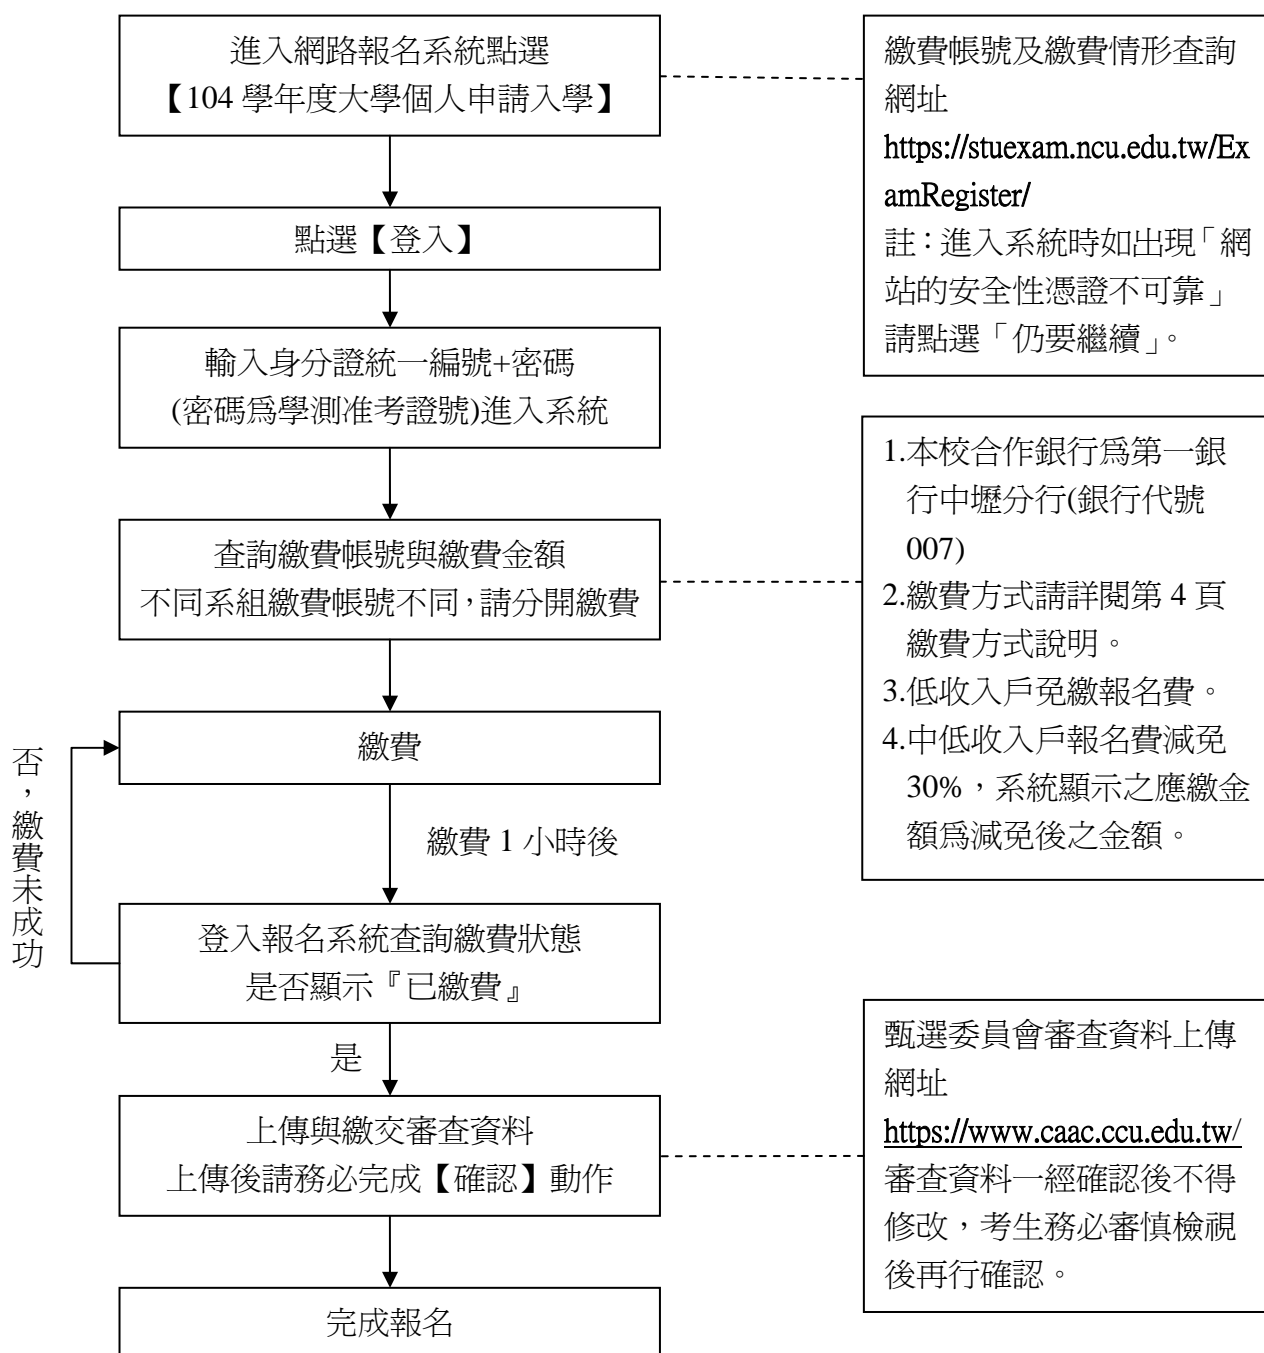 進入網路報名系統點選
【104 學年度大學個人申請入學】
繳費帳號及繳費情形查詢
網址
https://stuexam.ncu.edu.tw/Ex
amRegister/
註：進入系統時如出現「網
站的安全性憑證不可靠」
請點選「仍要繼續」。
點選【登入】
輸入身分證統一編號+密碼
(密碼為學測准考證號)進入系統
查詢繳費帳號與繳費金額
不同系組繳費帳號不同，請分開繳費
1.本校合作銀行為第一銀
行中壢分行(銀行代號
007)
2.繳費方式請詳閱第 4 頁
繳費方式說明。
3.低收入戶免繳報名費。
4.中低收入戶報名費減免
30%，系統顯示之應繳金
額為減免後之金額。
繳費
否，繳費未成功
繳費 1 小時後
登入報名系統查詢繳費狀態
是否顯示『已繳費』
是
上傳與繳交審查資料
上傳後請務必完成【確認】動作
甄選委員會審查資料上傳
網址
https://www.caac.ccu.edu.tw/
審查資料一經確認後不得
修改，考生務必審慎檢視
後再行確認。
完成報名